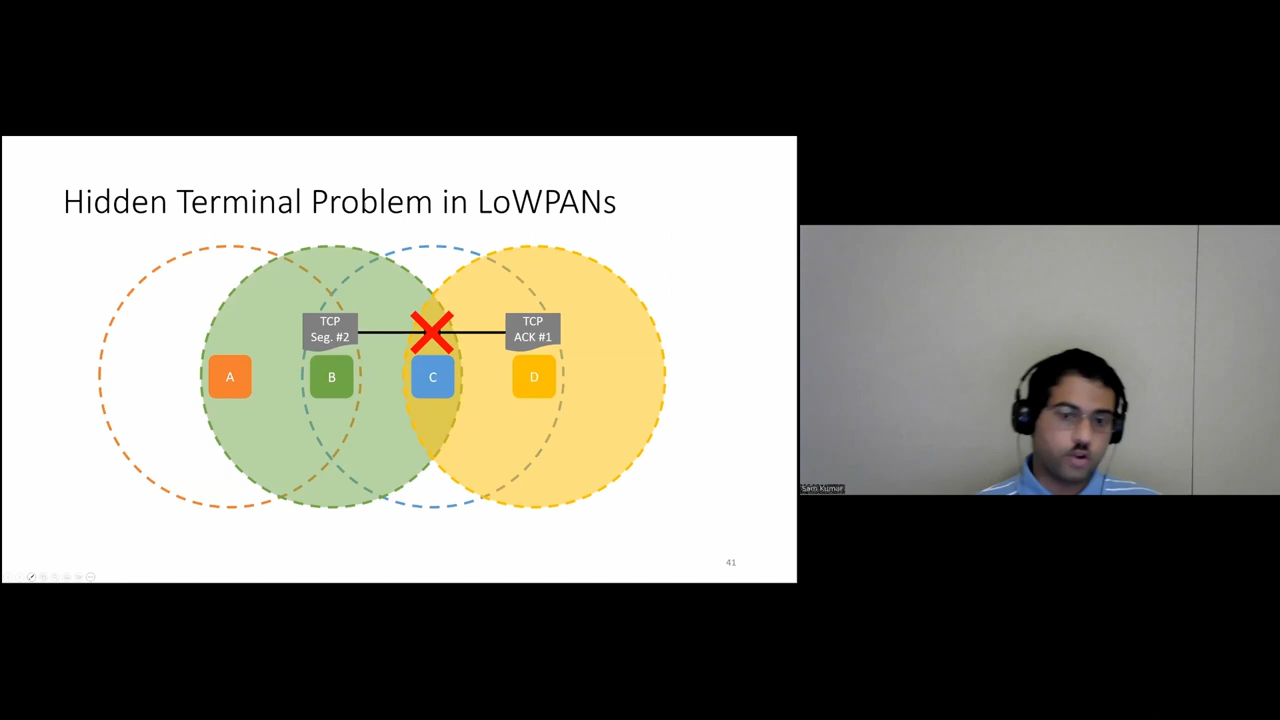 Hidden Terminal Problem in LoWPANs
TCP
Seg. #2
TCP
ACK #1
A
B
C
D
41
Sam Kumar